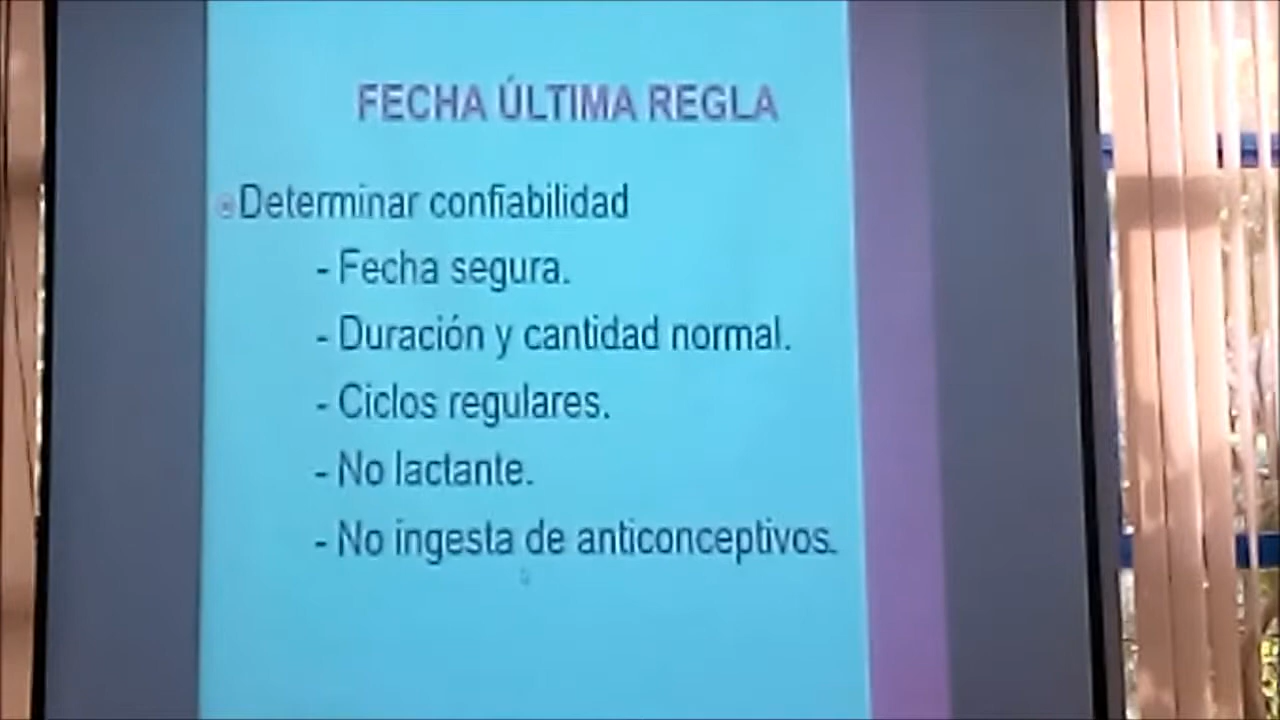 FECHA ÚLTIMA REGLA
Determinar confiabilidad
- Fecha segura.
- Duración y cantidad normal.
- Ciclos regulares.
- No lactante.
- No ingesta de anticonceptivos.